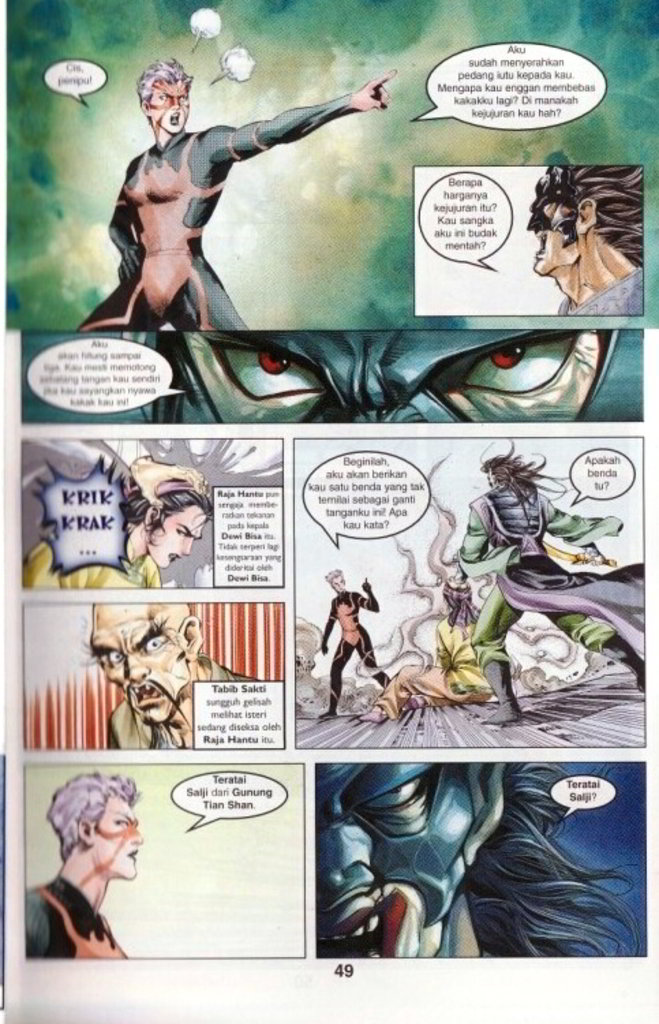 Cis,
penipu!
Aku
sudah menyerahkan
pedang iutu kepada kau.
Mengapa kau enggan membebas
kakakku lagi? Di manakah
kejujuran kau hah?
Berapa
harganya
kejujuran itu?
Kau sangka
aku ini budak
mentah?
Aku
akan hitung sampai
tiga. Kau mesti memotong
sebelah tangan kau sendiri
jika kau sayangkan nyawa
kakak kau ini!
KRIK
KRAK
...
Raja Hantu pun
sengaja membe-
ratkan tekanan
pada kepala
Dewi Bisa itu.
Tidak terperi lagi
kesengsaraan yang
dideritai oleh
Dewi Bisa.
Beginilah,
aku akan berikan
kau satu benda yang tak
ternilai sebagai ganti
tanganku ini! Apa
kau kata?
Apakah
benda
itu?
Tabib Sakti
sungguh gelisah
melihat isteri
sedang diseksa oleh
Raja Hantu itu.
Teratai
Salji dari Gunung
Tian Shan.
Teratai
Salji?
49